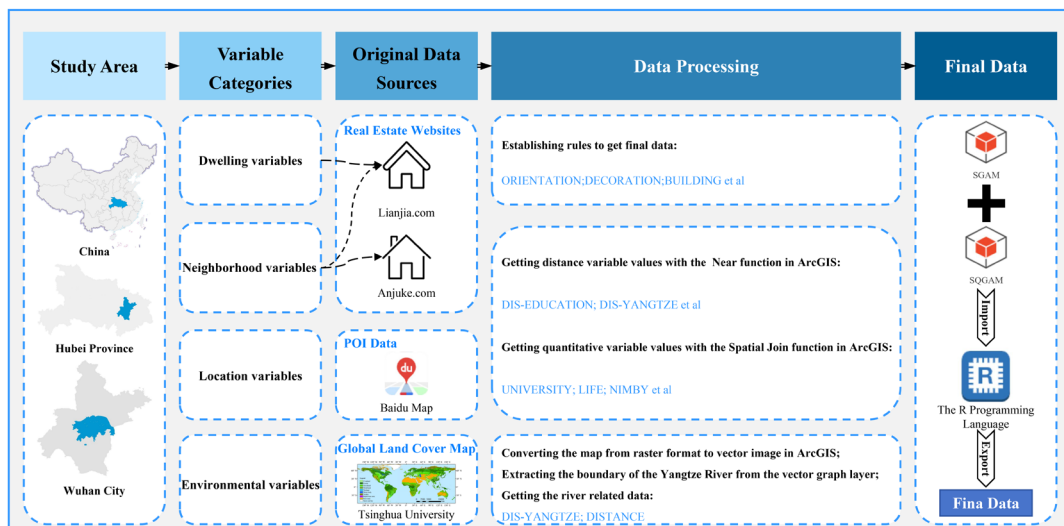 Study Area
Variable
Categories
Original Data
Sources
Data Processing
Final Data
China
Hubei Province
Wuhan City
Dwelling variables
Neighborhood variables
Location variables
Environmental variables
Real Estate Websites
Lianjia.com
Anjuke.com
POI Data
du
Baidu Map
Global Land Cover Map
Tsinghua University
Establishing rules to get final data:
ORIENTATION;DECORATION;BUILDING et al
Getting distance variable values with the Near function in ArcGIS:
DIS-EDUCATION; DIS-YANGTZE et al
Getting quantitative variable values with the Spatial Join function in ArcGIS:
UNIVERSITY; LIFE; NIMBY et al
Converting the map from raster format to vector image in ArcGIS;
Extracting the boundary of the Yangtze River from the vector graph layer;
Getting the river related data:
DIS-YANGTZE; DISTANCE
SGAM
SQGAM
Import
R
The R Programming
Language
Export
Fina Data